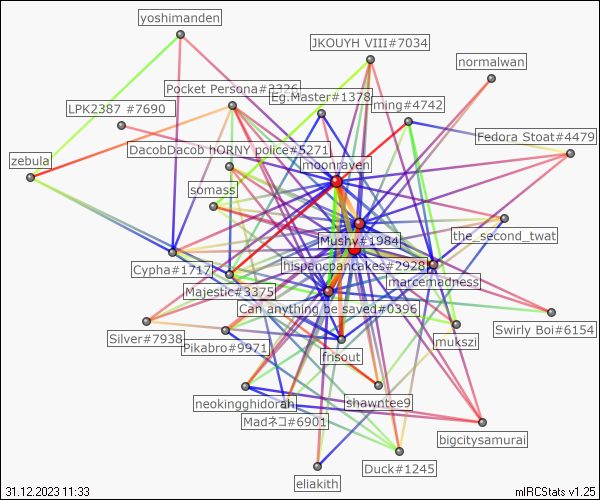 yoshimanden
JKOUYH VIII#7034
normalwan
Pocket Persona#3326
Eg.Master#1378
LPK2387 #7690
ming#4742
Fedora Stoat#4479
DacobDacob hORNY police#5271
zebula
moonraven
somass
the_second_twat
Mushy#1984
Cypha#1717
hispancpancakes#2928
marcemadness
Majestic#3375
Can anything be saved#0396
Swirly Boi#6154
Silver#7938
Pikabro#9971
mukszi
frisout
neokingghidorah
shawntee9
Madネコ#6901
bigcitysamurai
Duck#1245
eliakith
31.12.2023 11:33
mIRCStats v1.25